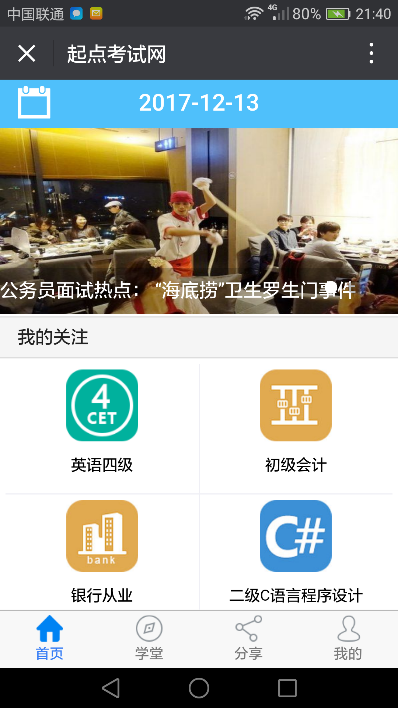 中国联通 4G 80% 21:40
起点考试网
2017-12-13
公务员面试热点：“海底捞”卫生罗生门事件
我的关注
4
CET
英语四级
初级会计
bank
C#
银行从业
二级C语言程序设计
首页 学堂 分享 我的